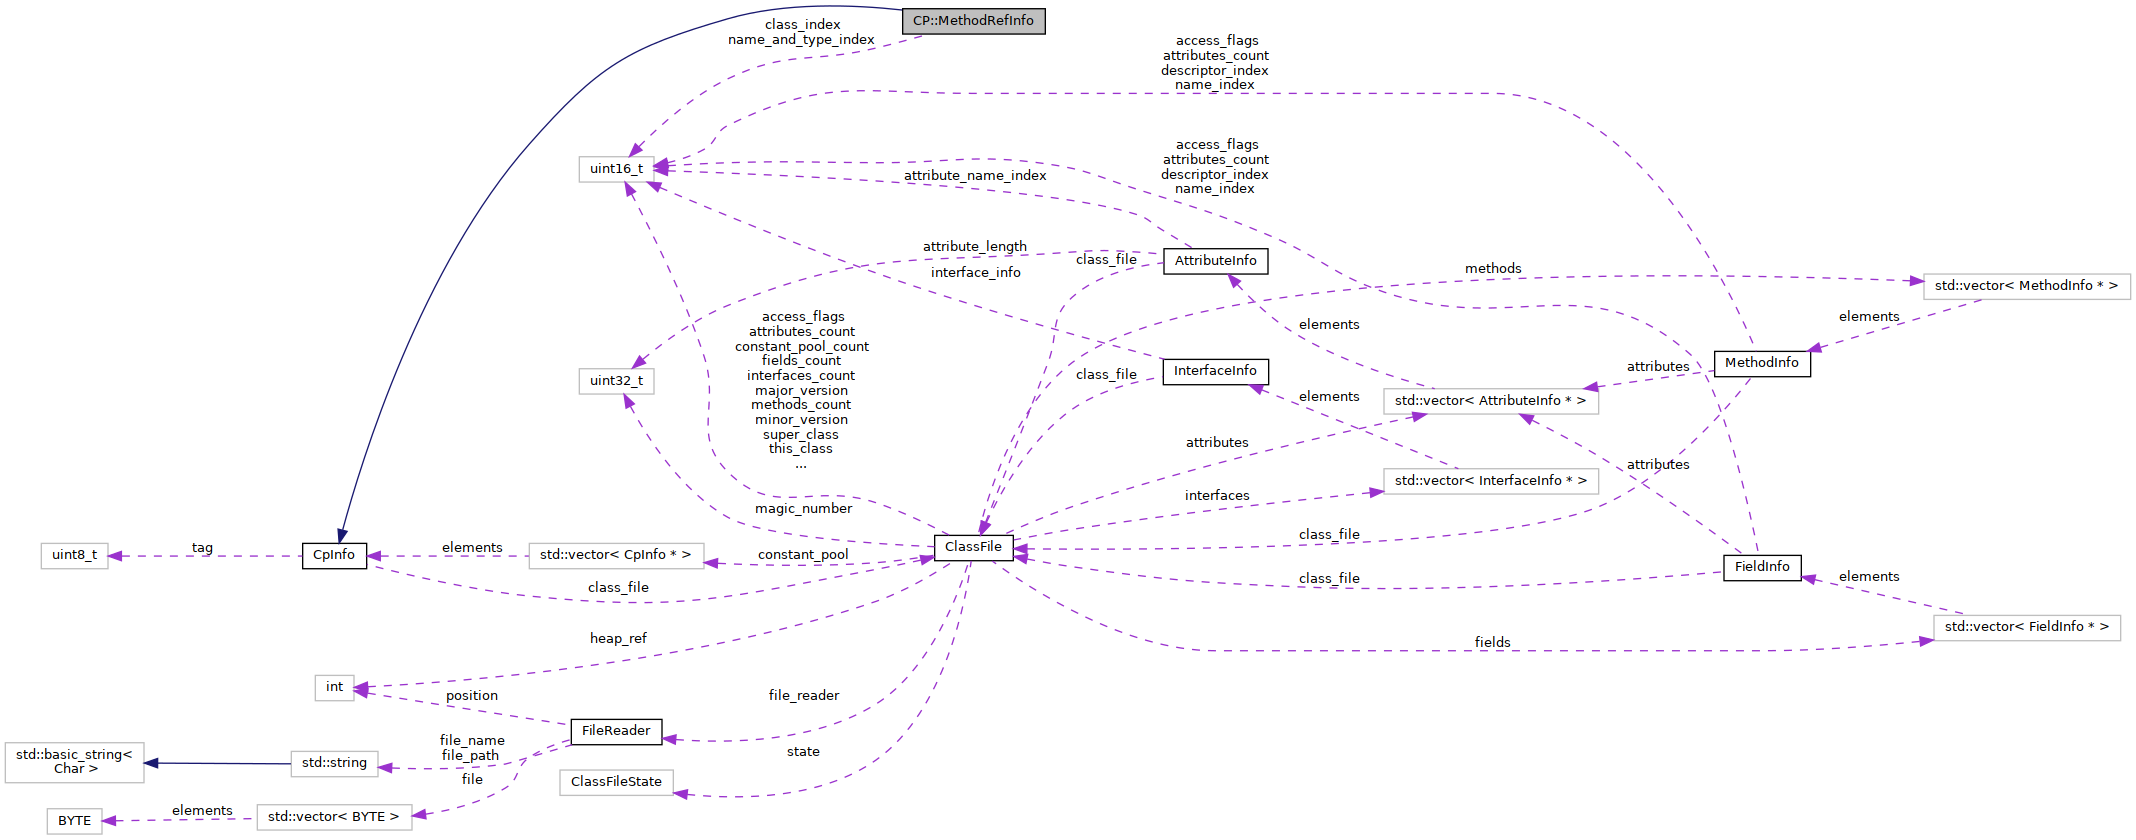 CP::MethodRefInfo
class_index
name_and_type_index
access_flags
attributes_count
descriptor_index
name_index
access_flags
attributes_count
descriptor_index
name_index
uint16_t
attribute_name_index
attribute_length
class_file
AttributeInfo
methods
interface_info
std::vector< MethodInfo * >
access_flags
attributes_count
constant_pool_count
fields_count
interfaces_count
major_version
methods_count
minor_version
super_class
this_class
...
elements
elements
uint32_t
class_file
InterfaceInfo
attributes
MethodInfo
elements
std::vector< AttributeInfo * >
attributes
attributes
std::vector< InterfaceInfo * >
interfaces
magic_number
class_file
uint8_t
tag
CpInfo
elements
std::vector< CpInfo * >
constant_pool
ClassFile
class_file
class_file
FieldInfo
elements
std::vector< FieldInfo * >
heap_ref
fields
int
position
file_reader
FileReader
file_name
file_path
state
std::basic_string<
Char >
std::string
file
ClassFileState
BYTE
elements
std::vector< BYTE >